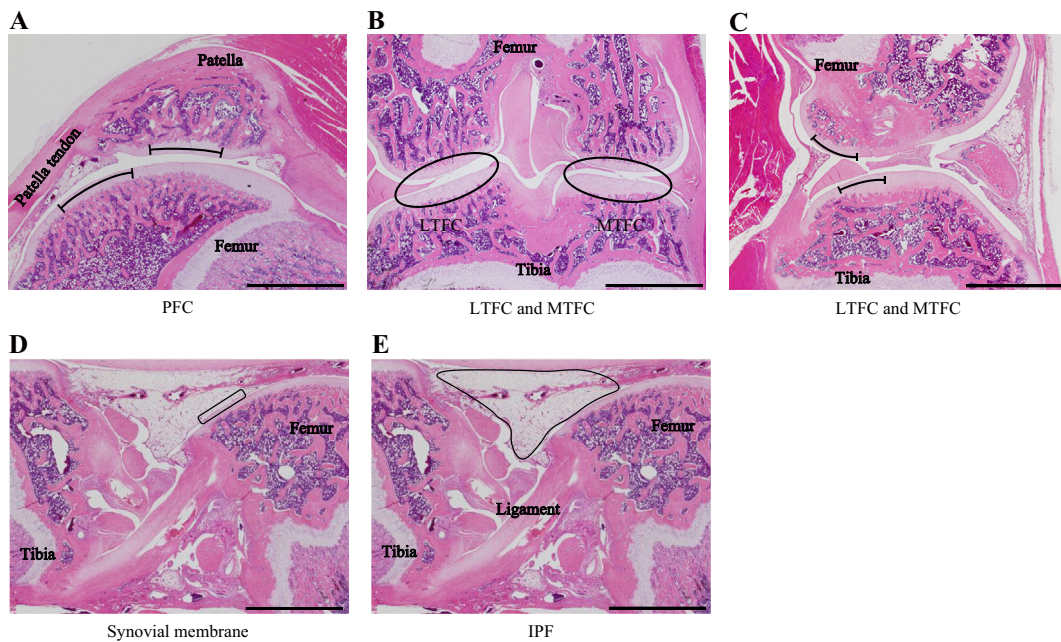 A
Patella
Patella tendon
Femur
PFC
B
Femur
LTFC
MTFC
Tibia
LTFC and MTFC
C
Femur
Tibia
LTFC and MTFC
D
Femur
Tibia
Synovial membrane
E
Femur
Ligament
Tibia
IPF